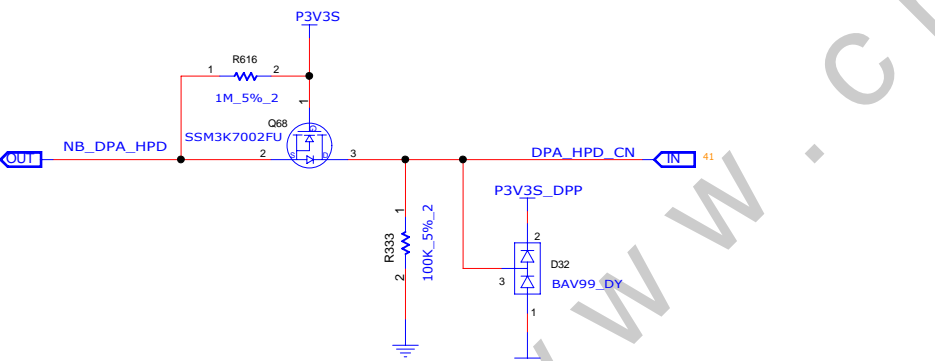 P3V3S
R616
1
2
1M_5%_2
1
Q68
G
SSM3K7002FU
NB_DPA_HPD
OUT
2
S
D
3
DPA_HPD_CN
IN
41
P3V3S_DPP
1
R333
100K_5%_2
2
2
D32
3
BAV99_DY
1
w w w . c